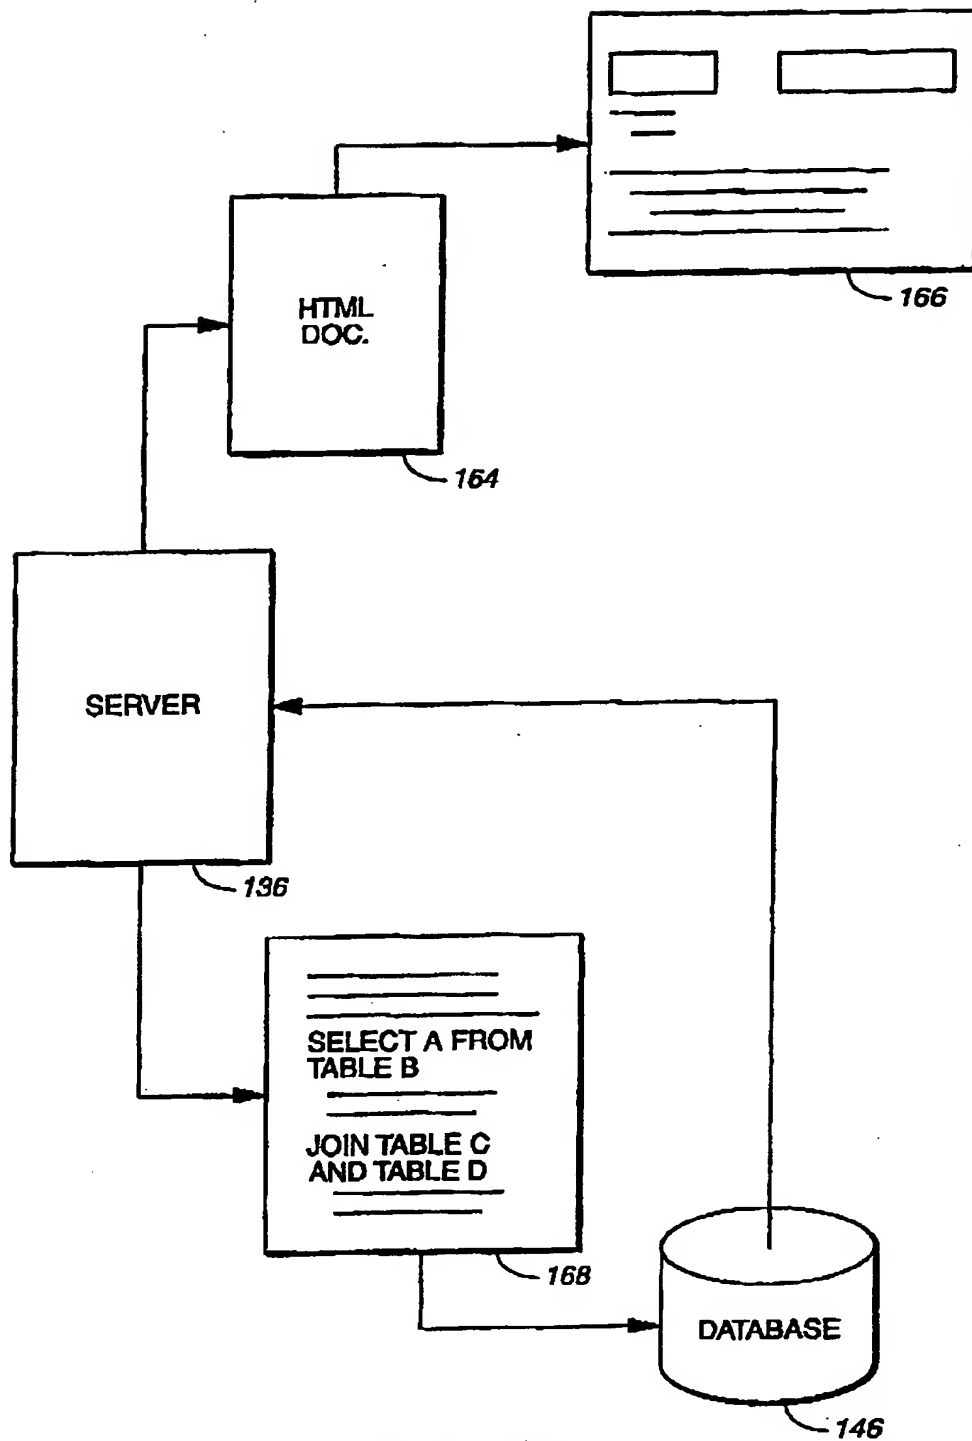 166
HTML
DOC.
164
SERVER
136
SELECT A FROM
TABLE B
JOIN TABLE C
AND TABLE D
168
DATABASE
146